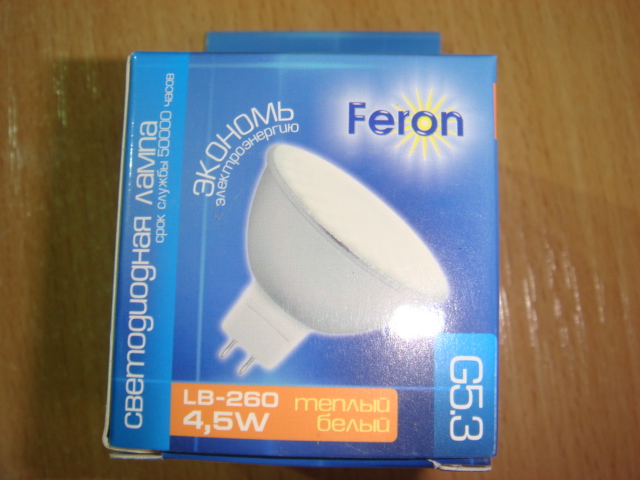 Feron
ЭКОНОМЬ
электроэнергию
светодиодная лампа
срок службы 50000 часов
LB-260
4,5W
теплый
белый
G5.3